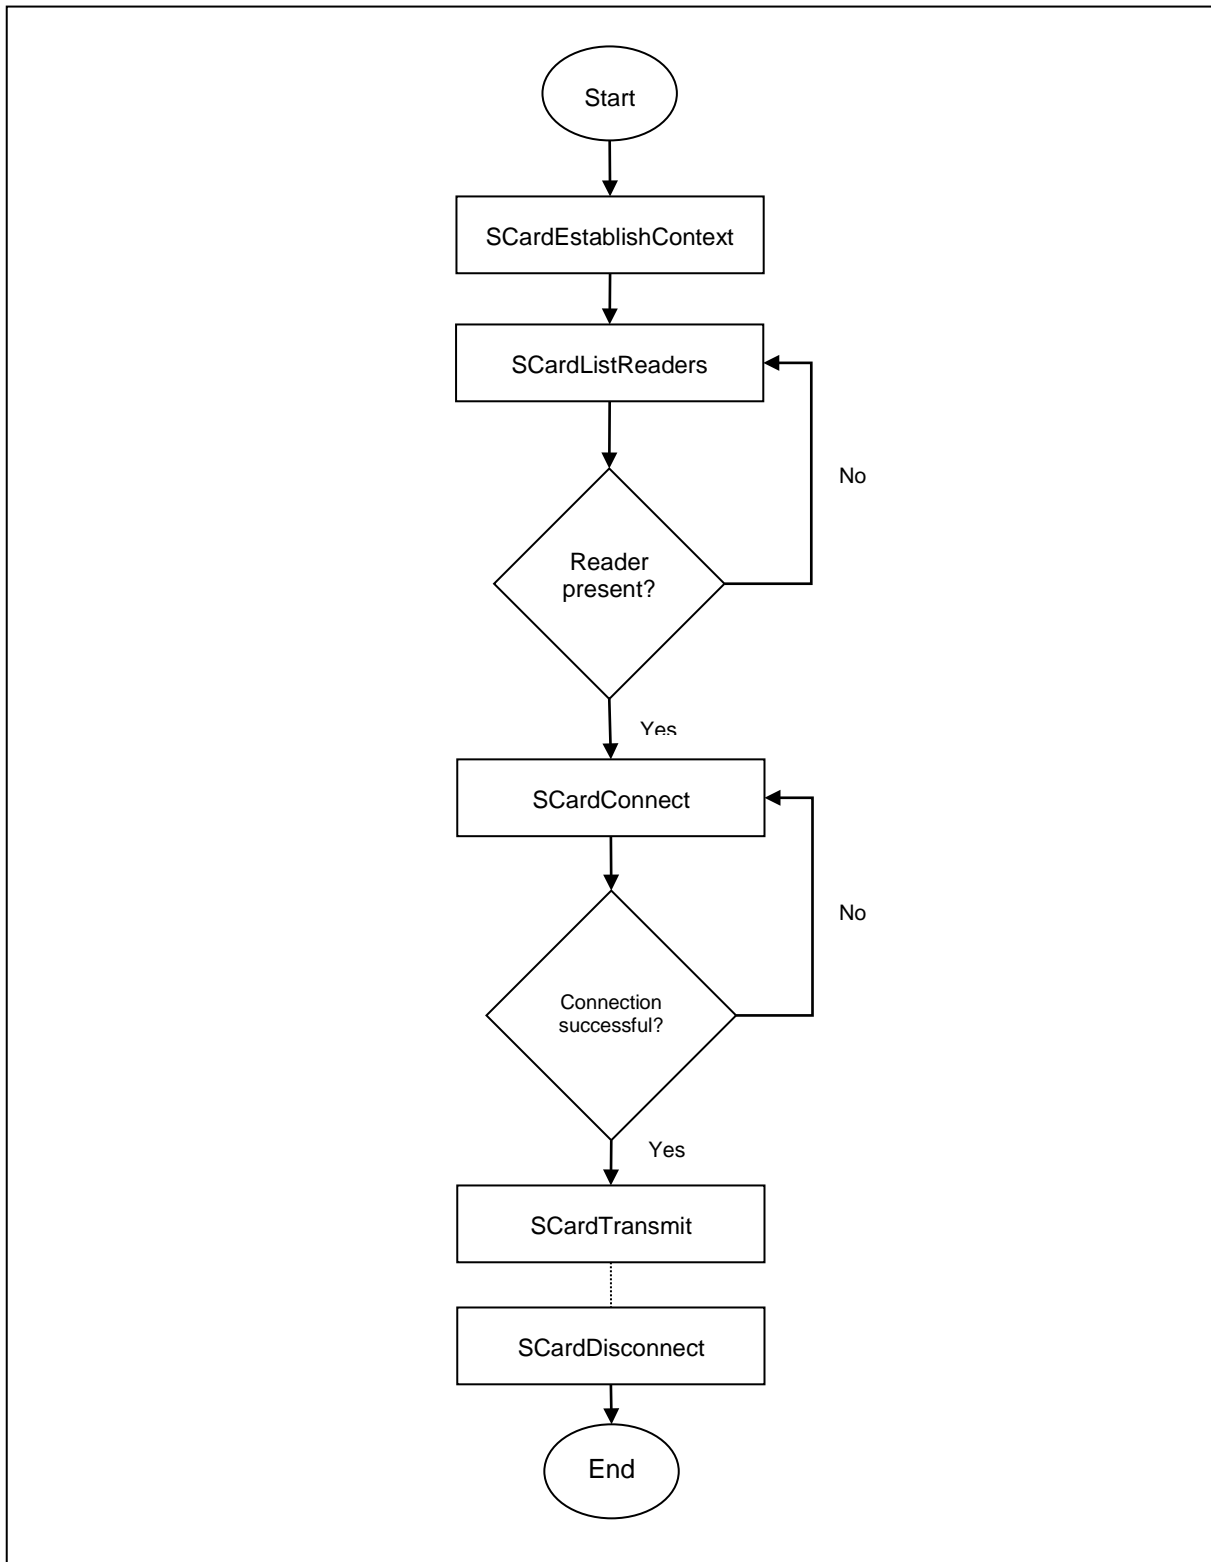 Start
SCardEstablishContext
SCardListReaders
No
Reader
present?
Yes
SCardConnect
No
Connection
successful?
Yes
SCardTransmit
SCardDisconnect
End